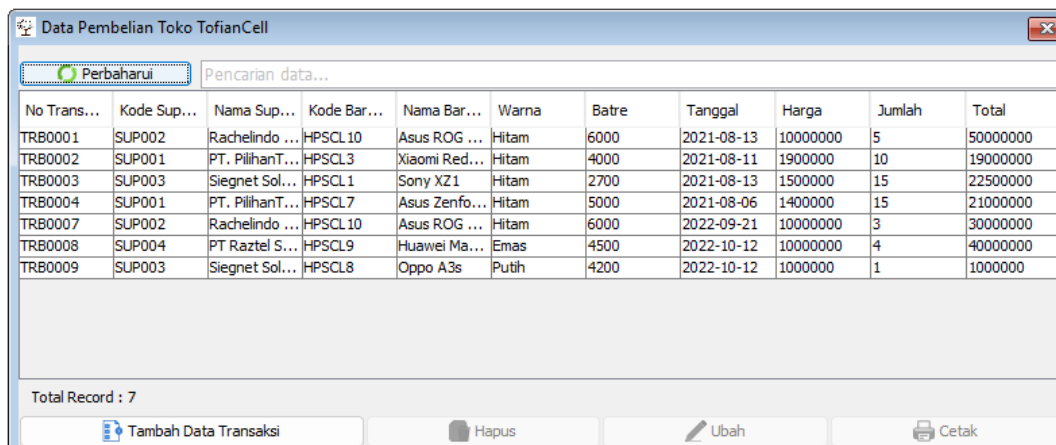 Data Pembelian Toko TofianCell
Perbaharui Pencarian data...
No Trans... Kode Sup... Nama Sup... Kode Bar... Nama Bar... Warna Batre Tanggal Harga Jumlah Total
TRB0001 SUP002 Rachelindo ... HPSCL10 Asus ROG ... Hitam 6000 2021-08-13 10000000 5 50000000
TRB0002 SUP001 PT. PilihanT... HPSCL3 Xiaomi Red... Hitam 4000 2021-08-11 1900000 10 19000000
TRB0003 SUP003 Siegnet Sol... HPSCL1 Sony XZ1 Hitam 2700 2021-08-13 1500000 15 22500000
TRB0004 SUP001 PT. PilihanT... HPSCL7 Asus Zenfo... Hitam 5000 2021-08-06 1400000 15 21000000
TRB0007 SUP002 Rachelindo ... HPSCL10 Asus ROG ... Hitam 6000 2022-09-21 10000000 3 30000000
TRB0008 SUP004 PT Raztel S... HPSCL9 Huawei Ma... Emas 4500 2022-10-12 10000000 4 40000000
TRB0009 SUP003 Siegnet Sol... HPSCL8 Oppo A3s Putih 4200 2022-10-12 1000000 1 1000000
Total Record : 7
Tambah Data Transaksi Hapus Ubah Cetak